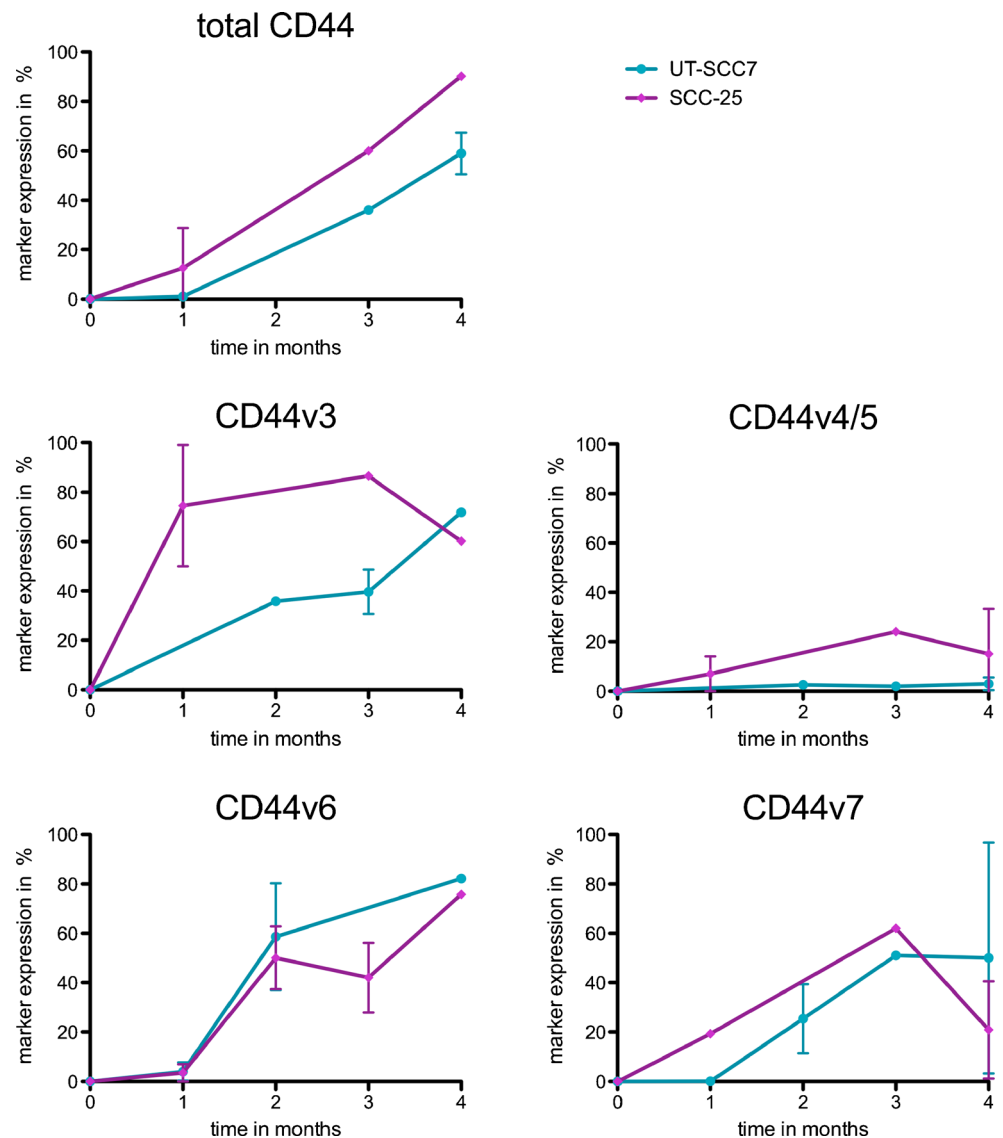 total CD44
UT-SCC7
SCC-25
marker expression in %
100
80
60
40
20
0
0 1 2 3 4
time in months
CD44v3
marker expression in %
100
80
60
40
20
0
0 1 2 3 4
time in months
CD44v4/5
marker expression in %
100
80
60
40
20
0
0 1 2 3 4
time in months
CD44v6
marker expression in %
100
80
60
40
20
0
0 1 2 3 4
time in months
CD44v7
marker expression in %
100
80
60
40
20
0
0 1 2 3 4
time in months